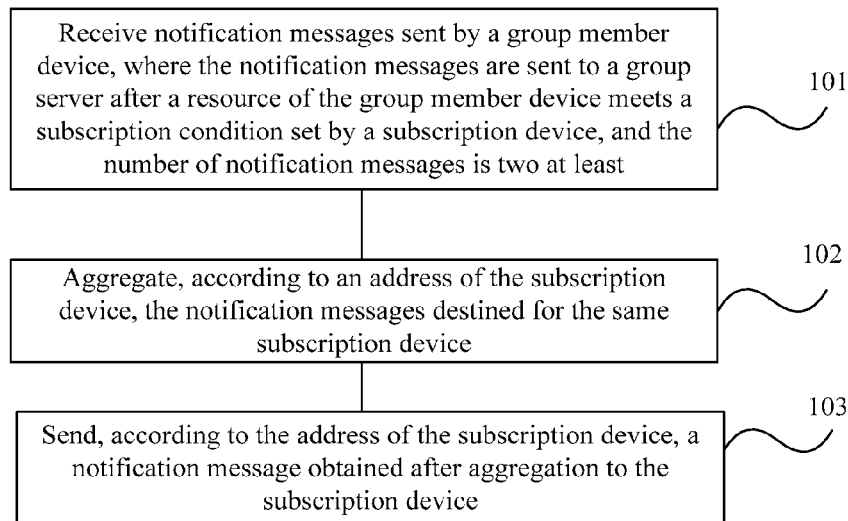 Receive notification messages sent by a group member
device, where the notification messages are sent to a group
server after a resource of the group member device meets a
subscription condition set by a subscription device, and the
number of notification messages is two at least
101
Aggregate, according to an address of the subscription
device, the notification messages destined for the same
subscription device
102
Send, according to the address of the subscription device, a
notification message obtained after aggregation to the
subscription device
103